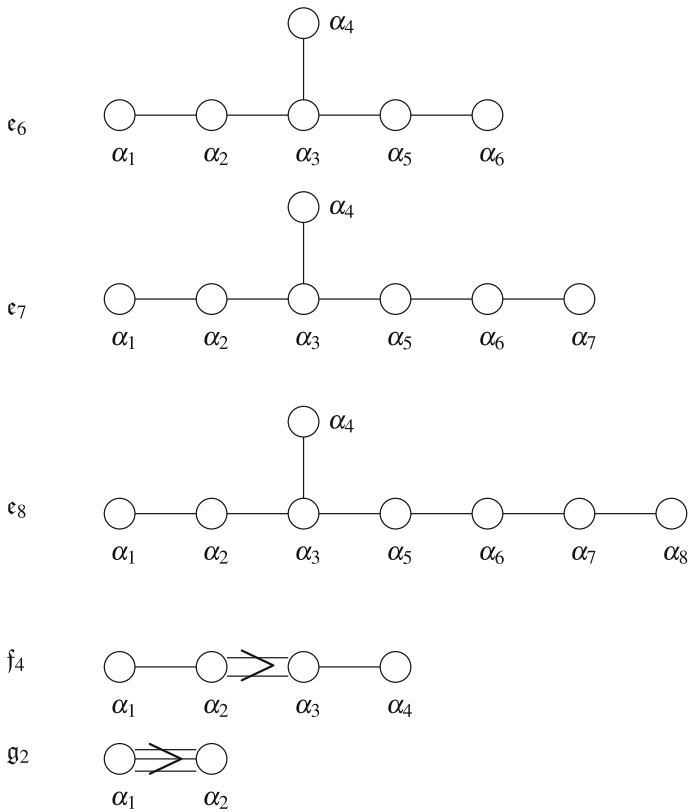 α₄
𝔢₆
α₁ α₂ α₃ α₅ α₆
α₄
𝔢₇
α₁ α₂ α₃ α₅ α₆ α₇
α₄
𝔢₈
α₁ α₂ α₃ α₅ α₆ α₇ α₈
𝔣₄
α₁ α₂ α₃ α₄
𝔤₂
α₁ α₂